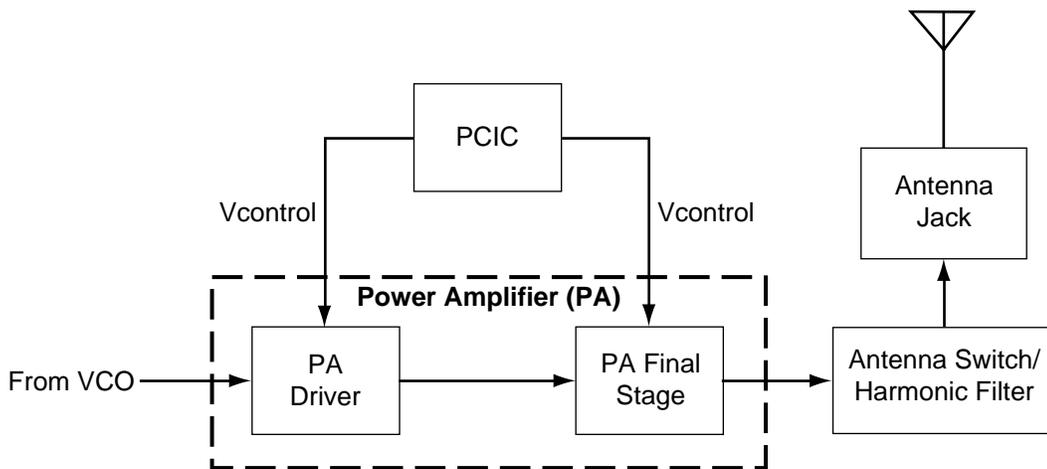 PCIC
Vcontrol
Vcontrol
Antenna
Jack
Power Amplifier (PA)
From VCO
PA
Driver
PA Final
Stage
Antenna Switch/
Harmonic Filter